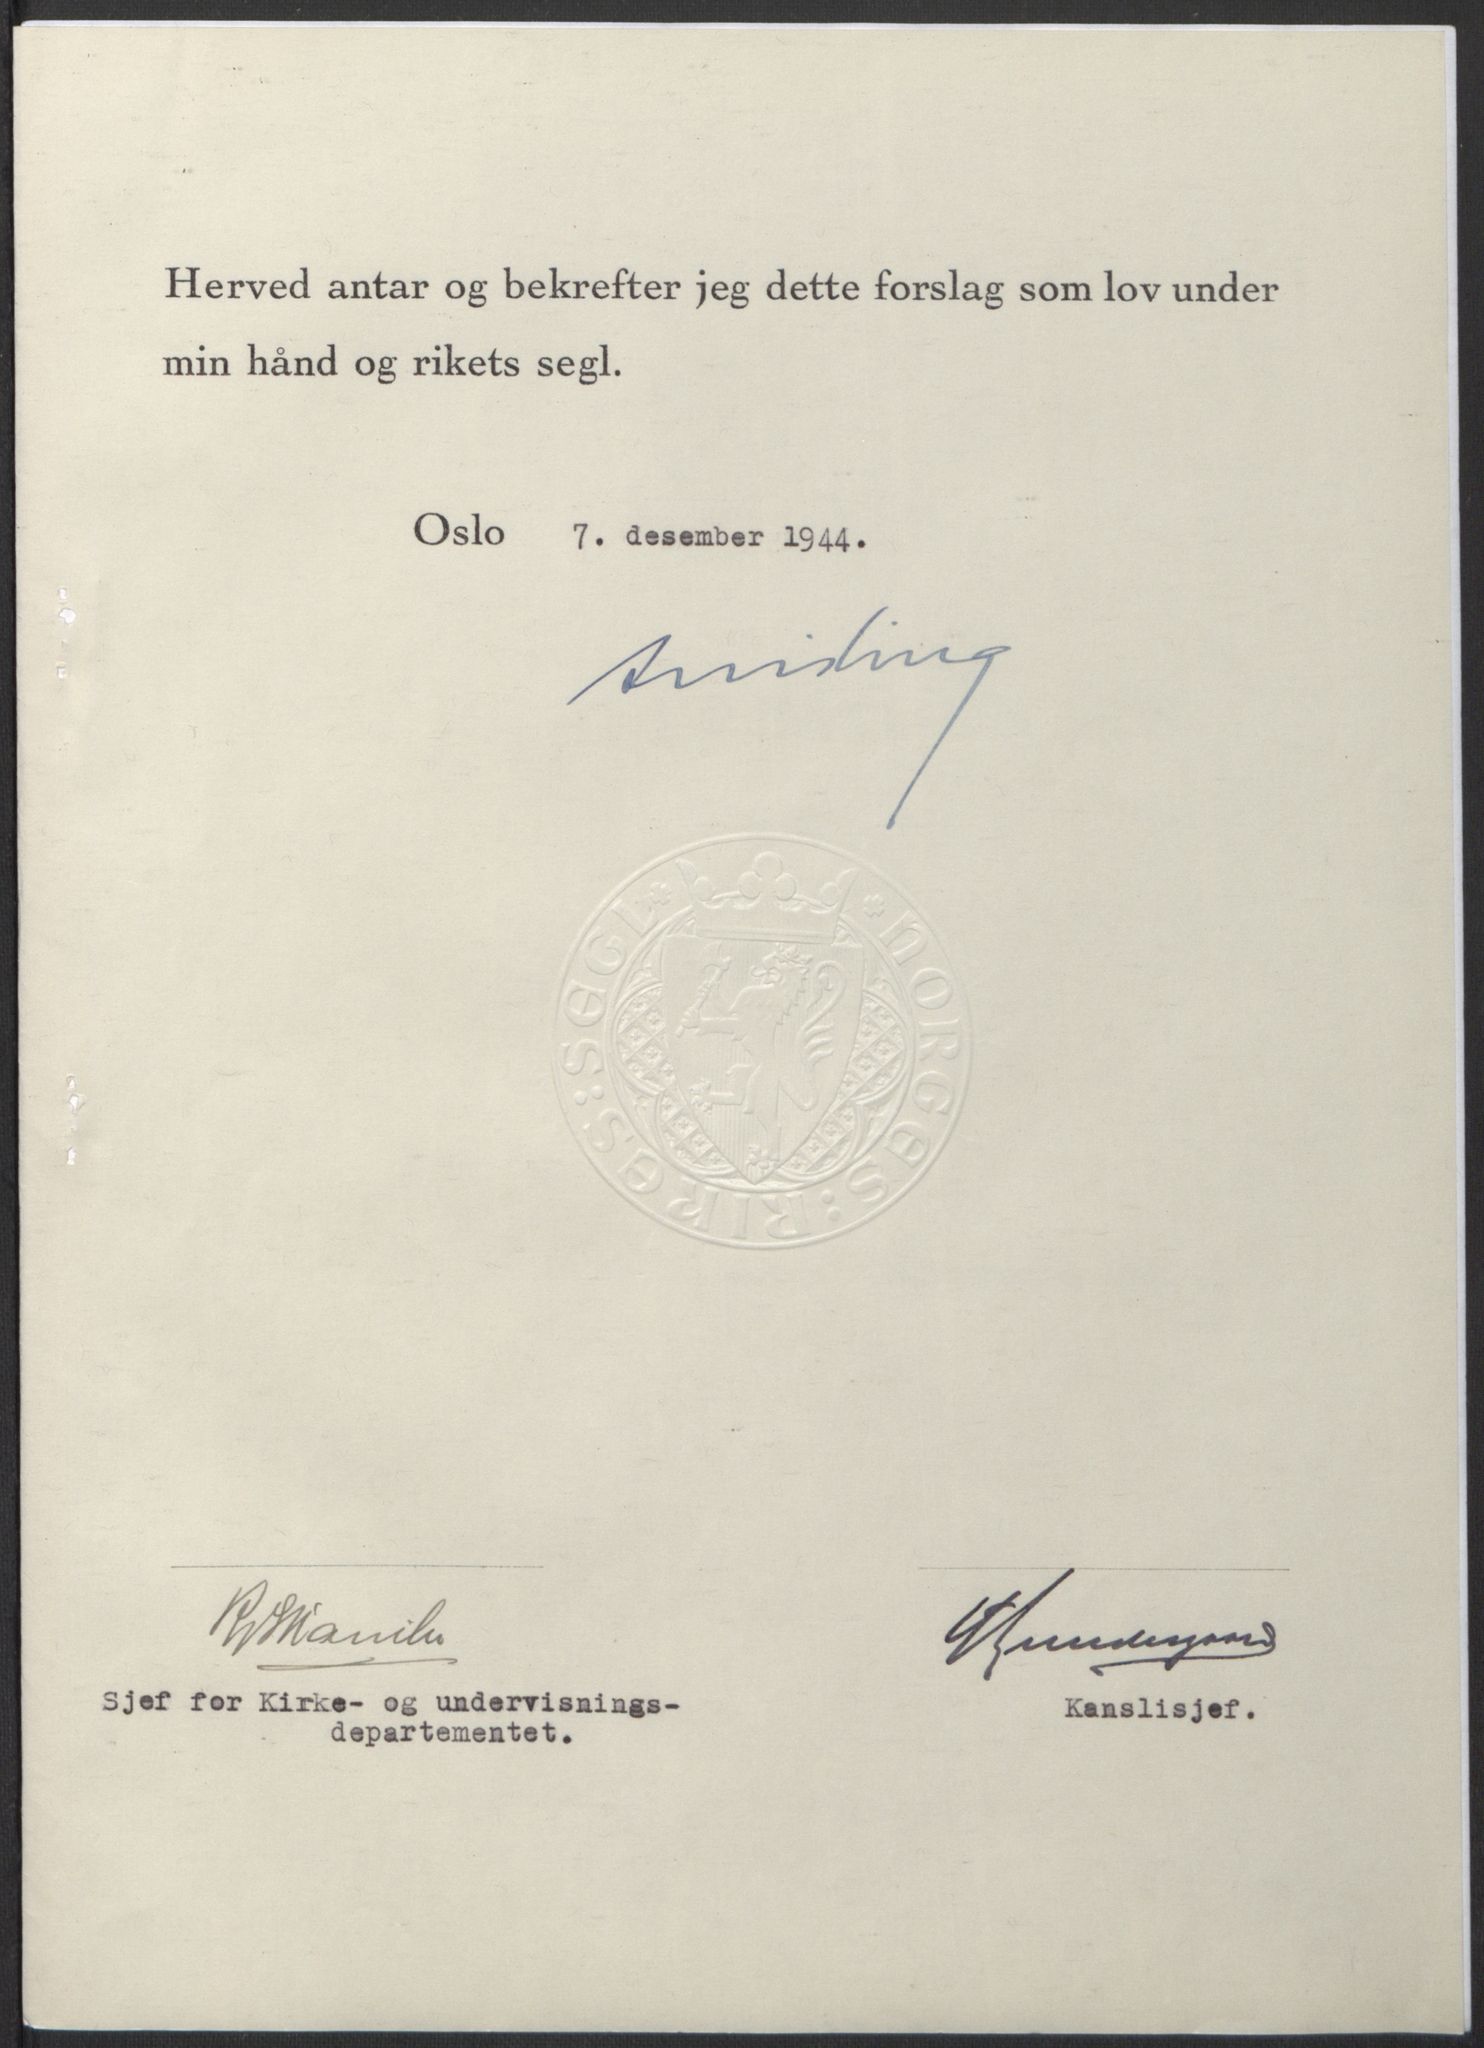 Herved antar og bekrefter jeg dette forslag som lov under
min hånd og rikets segl.
Oslo 7. desember 1944.
NORGES:RIKES:SEGL
Sjef for Kirke- og undervisnings-
departementet.
Kanslisjef.